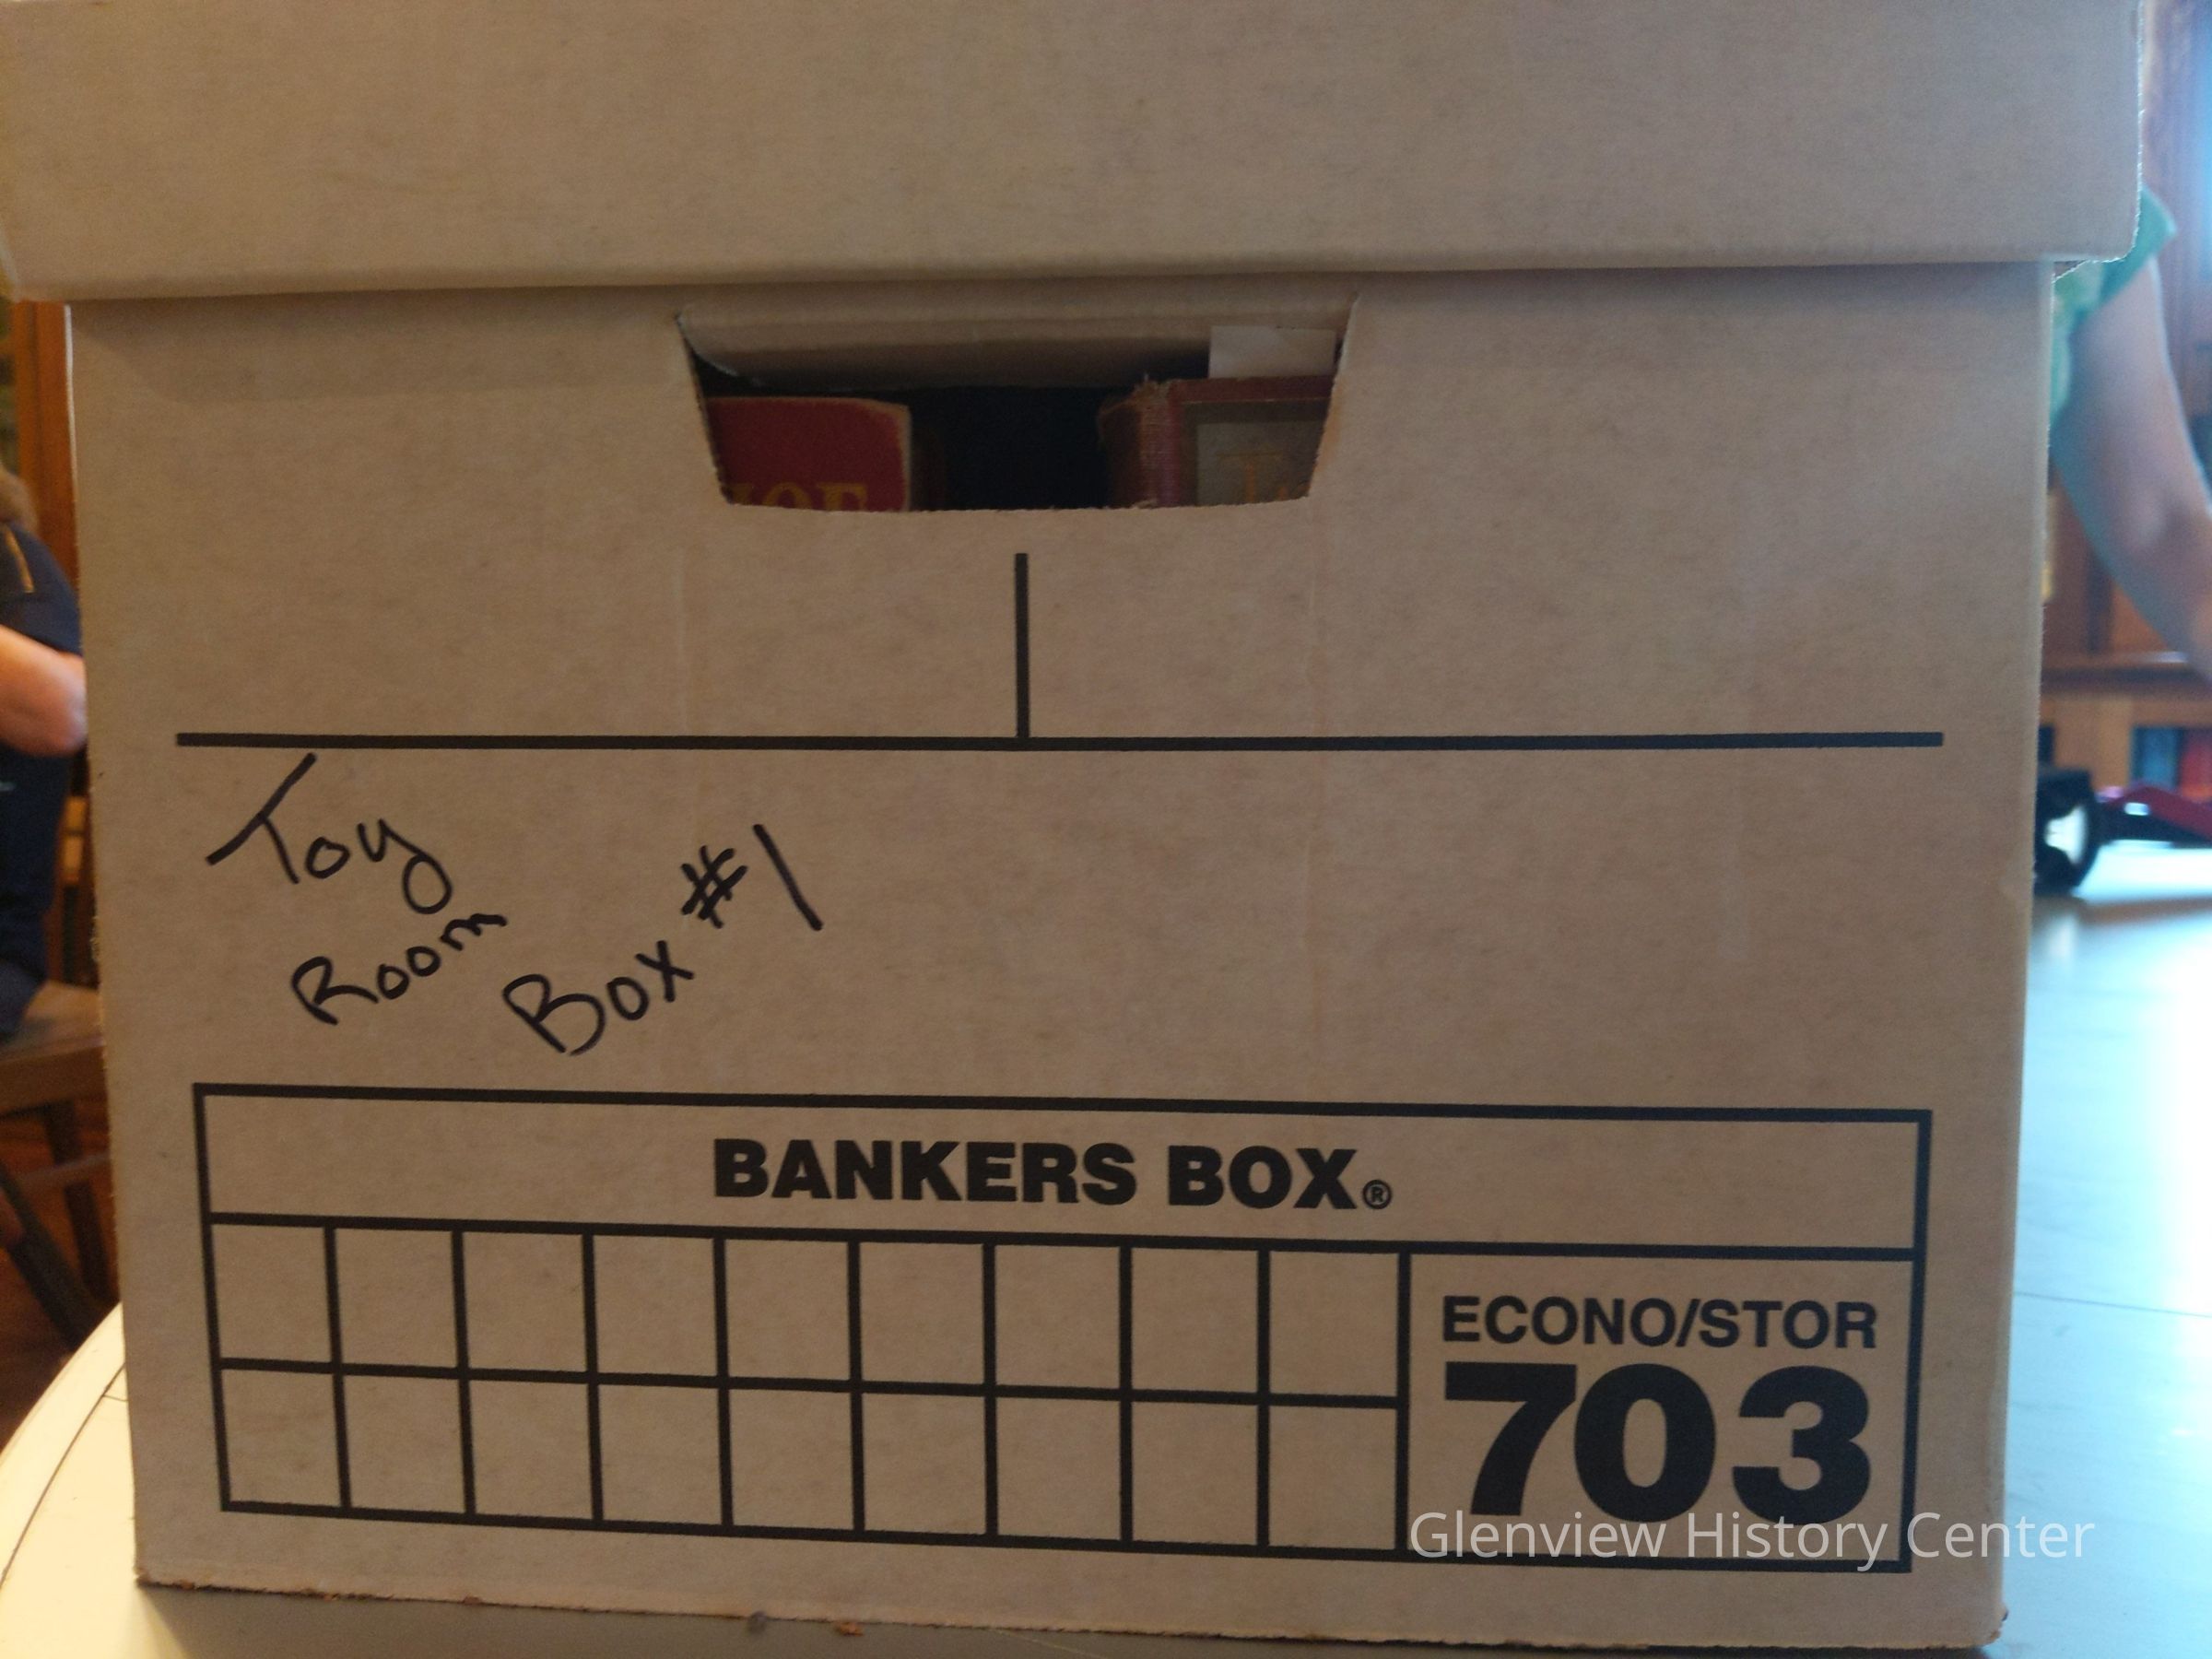 Toy
Room
Box #1
BANKERS BOX®
ECONO/STOR
703
Glenview History Center